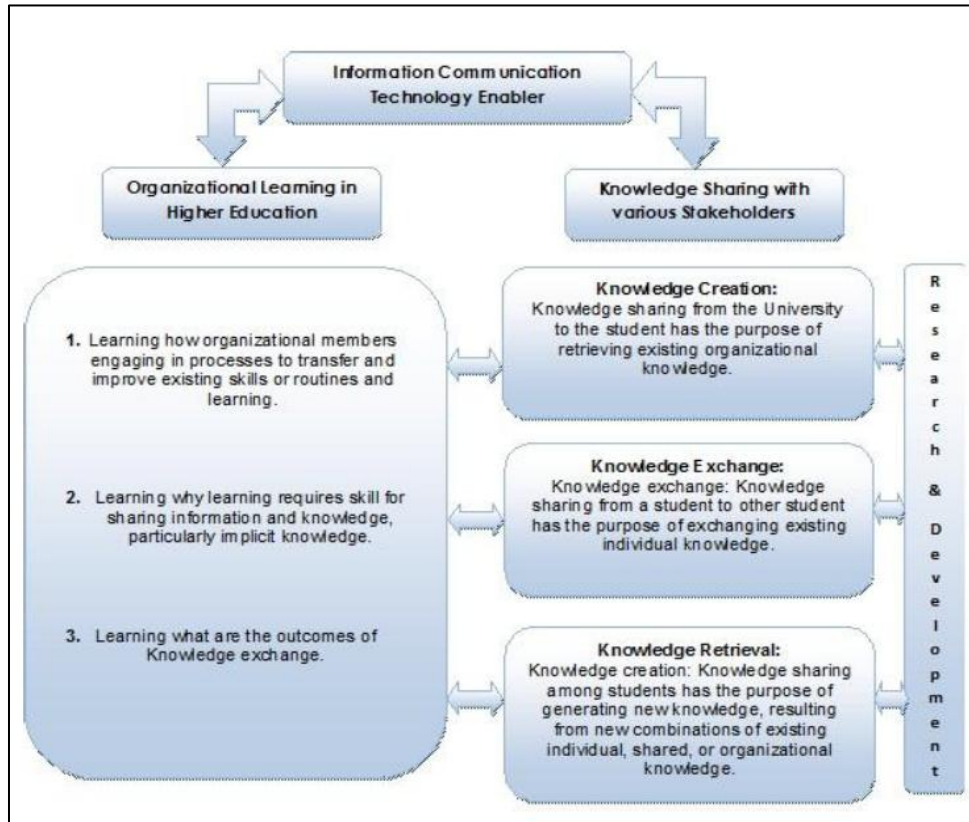 Information Communication
Technology Enabler
Organizational Learning in
Higher Education
Knowledge Sharing with
various Stakeholders
1. Learning how organizational members
engaging in processes to transfer and
improve existing skills or routines and
learning.
2. Learning why learning requires skill for
sharing information and knowledge,
particularly implicit knowledge.
3. Learning what are the outcomes of
Knowledge exchange.
Knowledge Creation:
Knowledge sharing from the University
to the student has the purpose of
retrieving existing organizational
knowledge.
Knowledge Exchange:
Knowledge exchange: Knowledge
sharing from a student to other student
has the purpose of exchanging existing
individual knowledge.
Knowledge Retrieval:
Knowledge creation: Knowledge sharing
among students has the purpose of
generating new knowledge, resulting
from new combinations of existing
individual, shared, or organizational
knowledge.
Research & Development